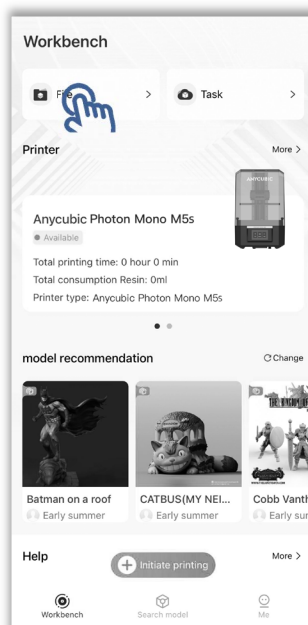 Workbench
File
Task
Printer
More >
ANYCUBIC
Anycubic Photon Mono M5s
Available
Total printing time: 0 hour 0 min
Total consumption Resin: 0ml
Printer type: Anycubic Photon Mono M5s
model recommendation
Change
Batman on a roof
CATBUS(MY NEI...
Cobb Vanth
Early summer
Early summer
Early sur
Help
Initiate printing
More >
Workbench
Search model
Me